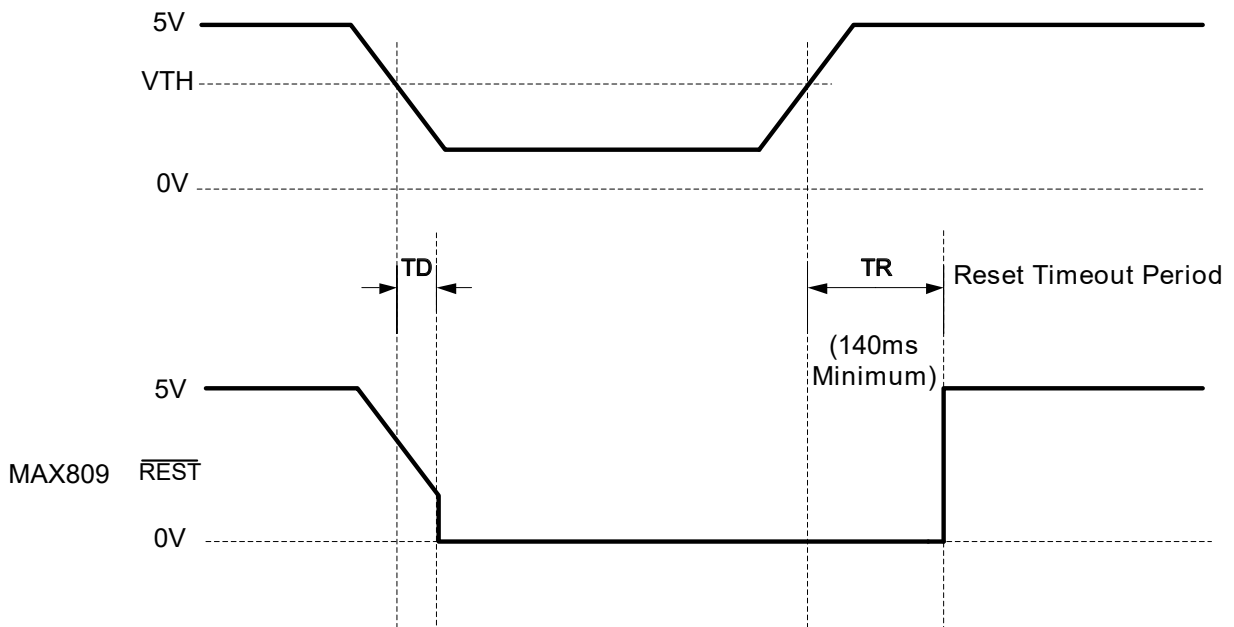 5V
VTH
0V
TD
TR
Reset Timeout Period
(140ms
Minimum)
5V
MAX809 REST
0V